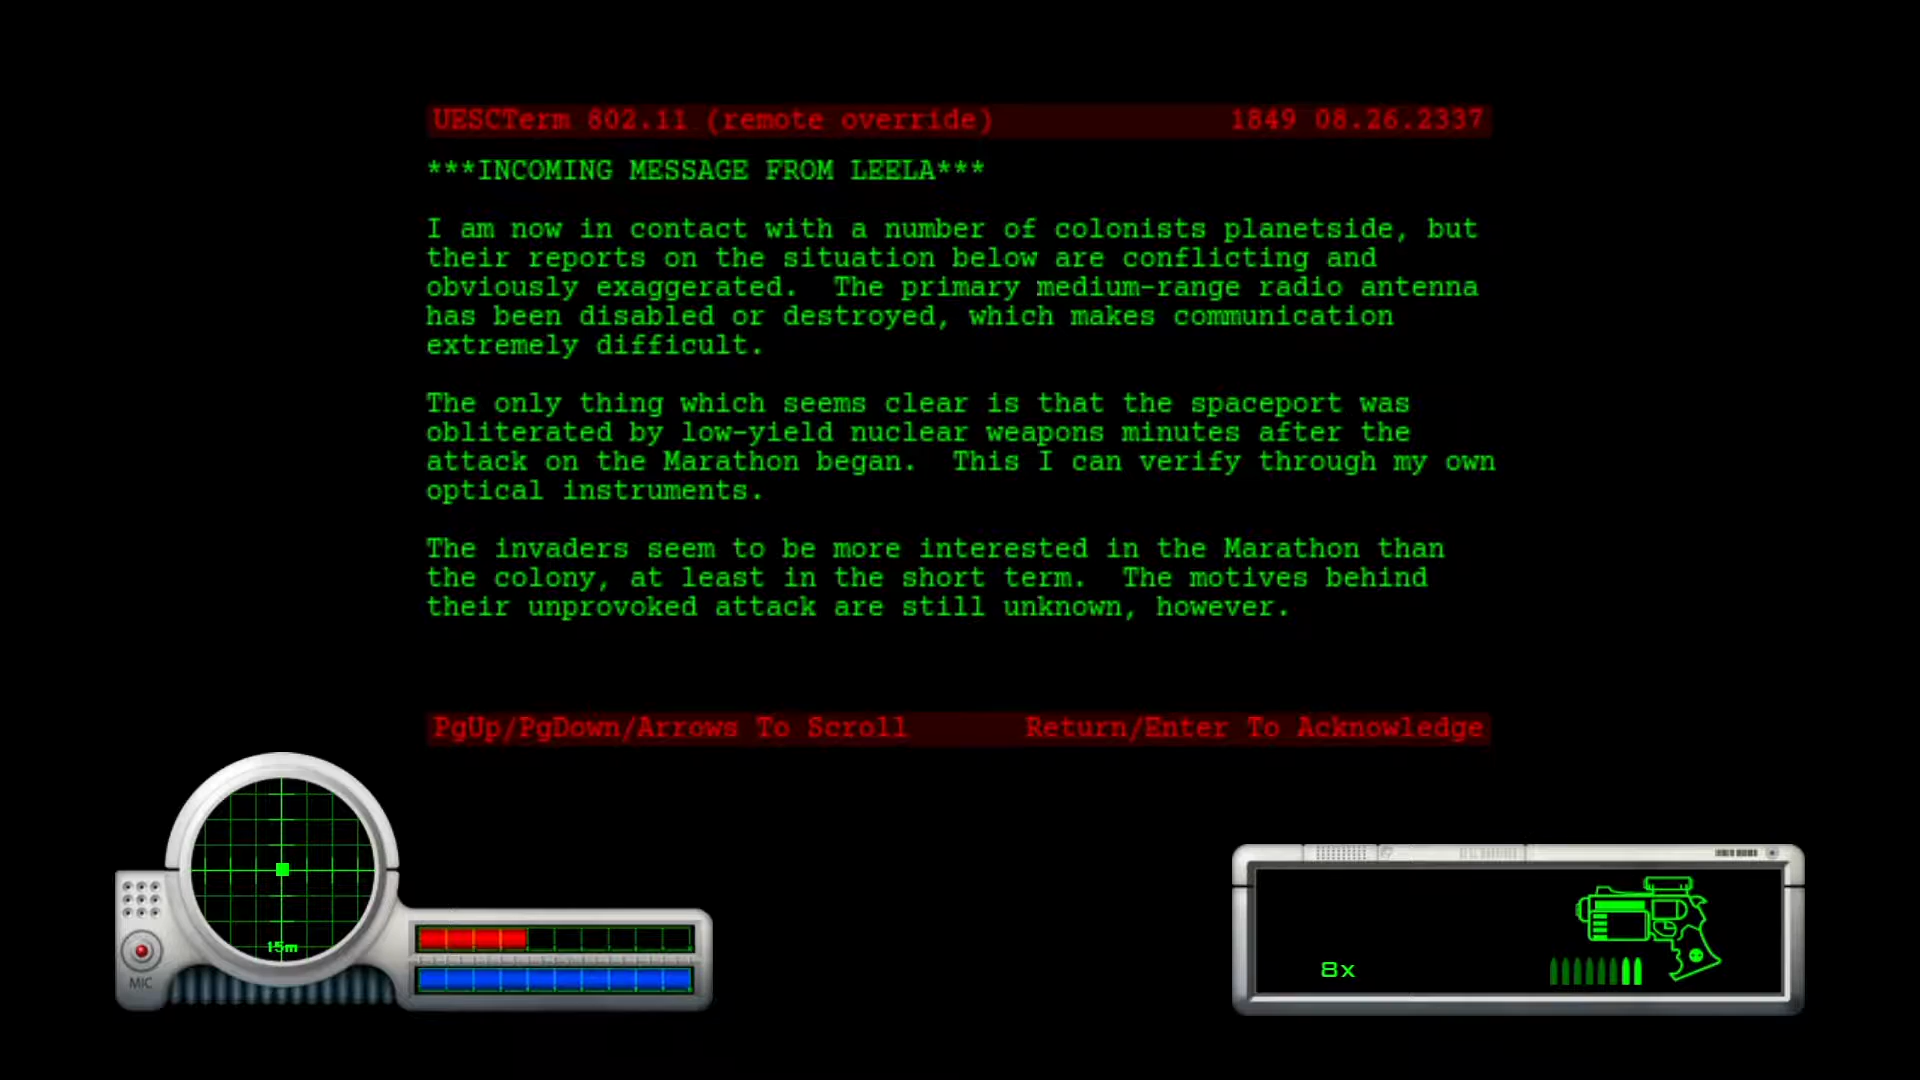 UESCTerm 802.11 (remote override) 1849 08.26.2337
***INCOMING MESSAGE FROM LEELA***
I am now in contact with a number of colonists planetside, but
their reports on the situation below are conflicting and
obviously exaggerated.  The primary medium-range radio antenna
has been disabled or destroyed, which makes communication
extremely difficult.
The only thing which seems clear is that the spaceport was
obliterated by low-yield nuclear weapons minutes after the
attack on the Marathon began.  This I can verify through my own
optical instruments.
The invaders seem to be more interested in the Marathon than
the colony, at least in the short term.  The motives behind
their unprovoked attack are still unknown, however.
PgUp/PgDown/Arrows To Scroll Return/Enter To Acknowledge
15m
MIC
8x